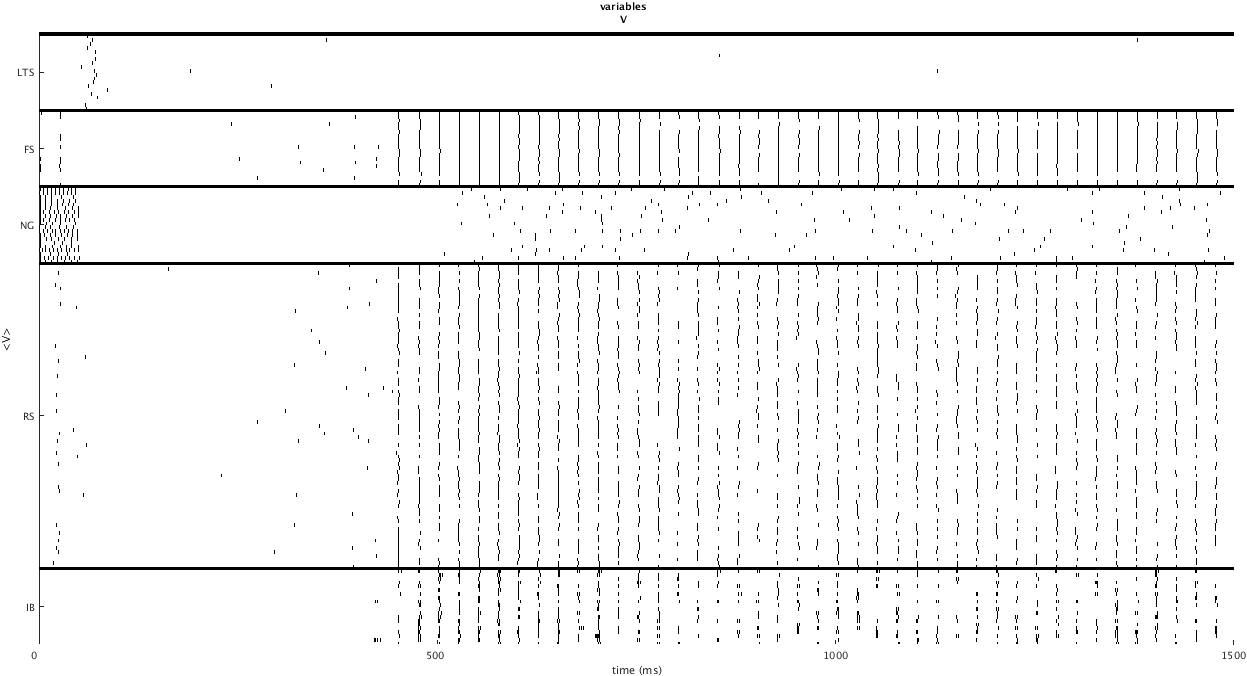 variables
V
LTS
FS
NG
<V>
RS
IB
0 500 1000 1500
time (ms)